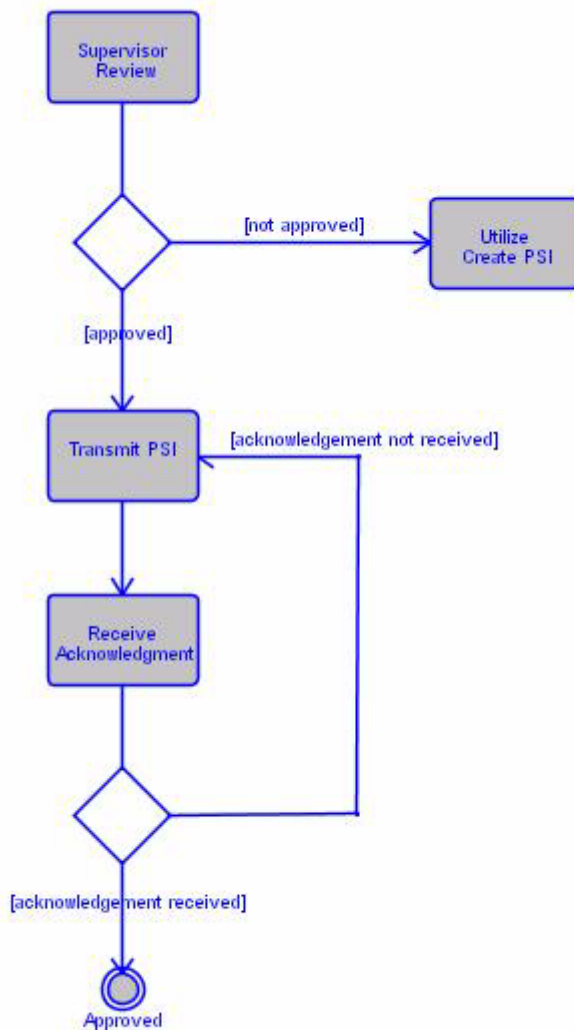 Supervisor
Review
[not approved]
Utilize
Create PSI
[approved]
Transmit PSI
[acknowledgement not received]
Receive
Acknowledgment
[acknowledgement received]
Approved